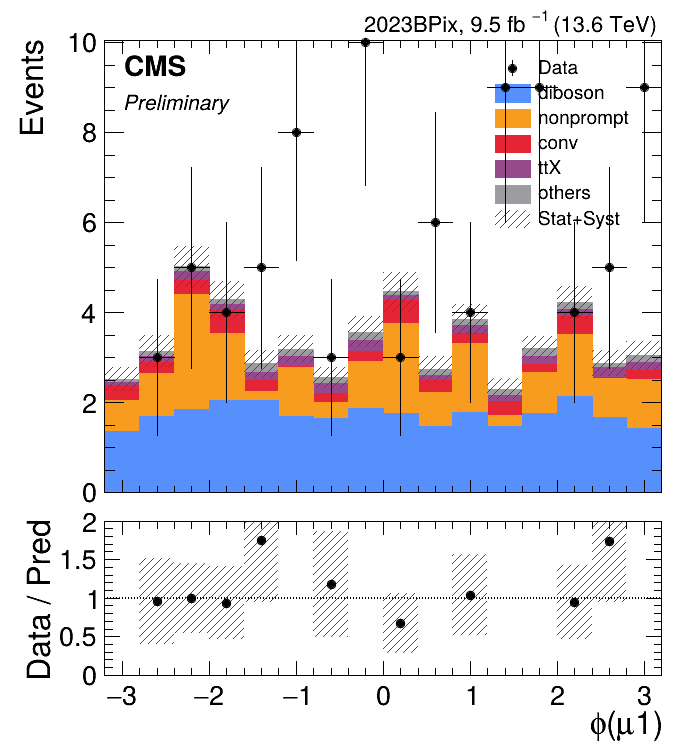 2023BPix, 9.5 fb⁻¹ (13.6 TeV)
Events
10
8
6
4
2
0
CMS
Preliminary
Data
diboson
nonprompt
conv
ttX
others
Stat+Syst
Data / Pred
2
1.5
1
0.5
0
−3 −2 −1 0 1 2 3
ϕ(μ1)